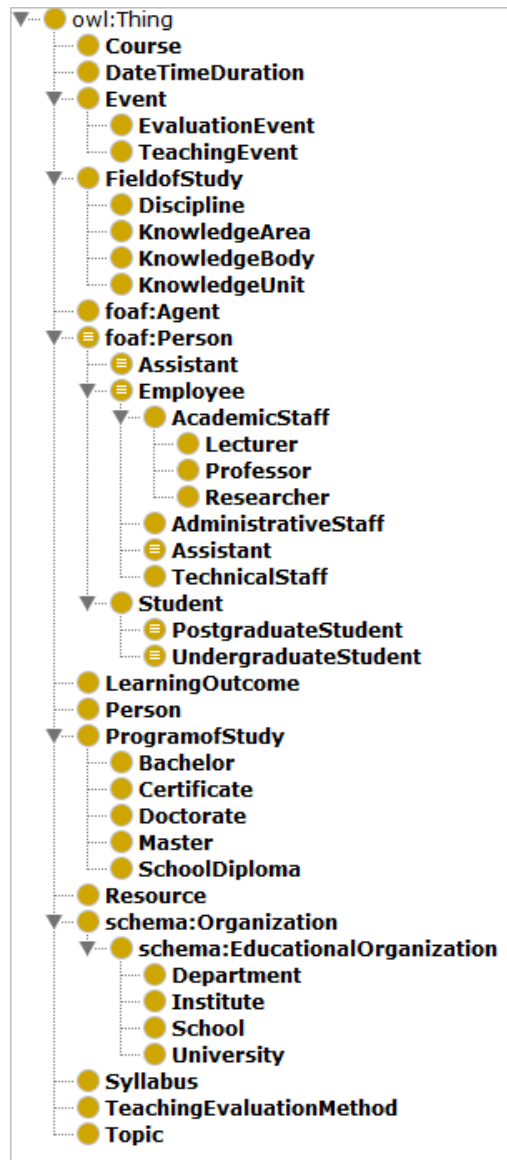 owl:Thing
Course
DateTimeDuration
Event
EvaluationEvent
TeachingEvent
FieldofStudy
Discipline
KnowledgeArea
KnowledgeBody
KnowledgeUnit
foaf:Agent
foaf:Person
Assistant
Employee
AcademicStaff
Lecturer
Professor
Researcher
AdministrativeStaff
Assistant
TechnicalStaff
Student
PostgraduateStudent
UndergraduateStudent
LearningOutcome
Person
ProgramofStudy
Bachelor
Certificate
Doctorate
Master
SchoolDiploma
Resource
schema:Organization
schema:EducationalOrganization
Department
Institute
School
University
Syllabus
TeachingEvaluationMethod
Topic